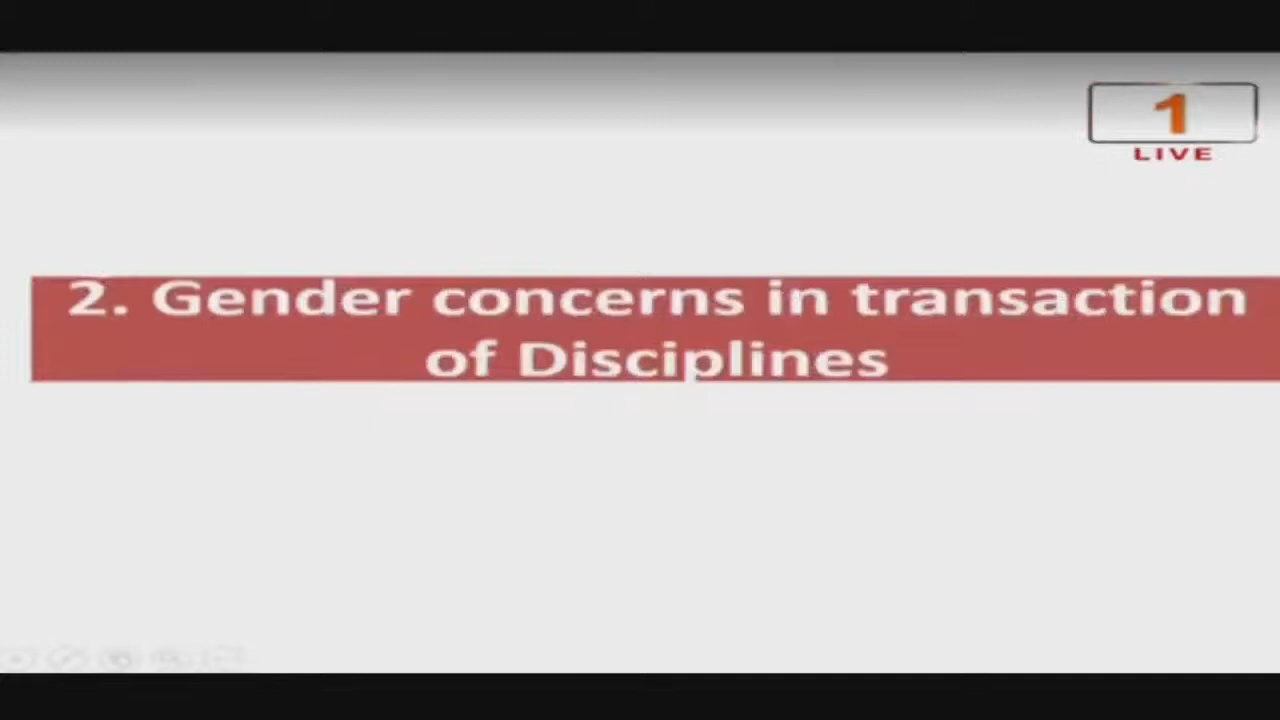 1
LIVE
2. Gender concerns in transaction
of Disciplines